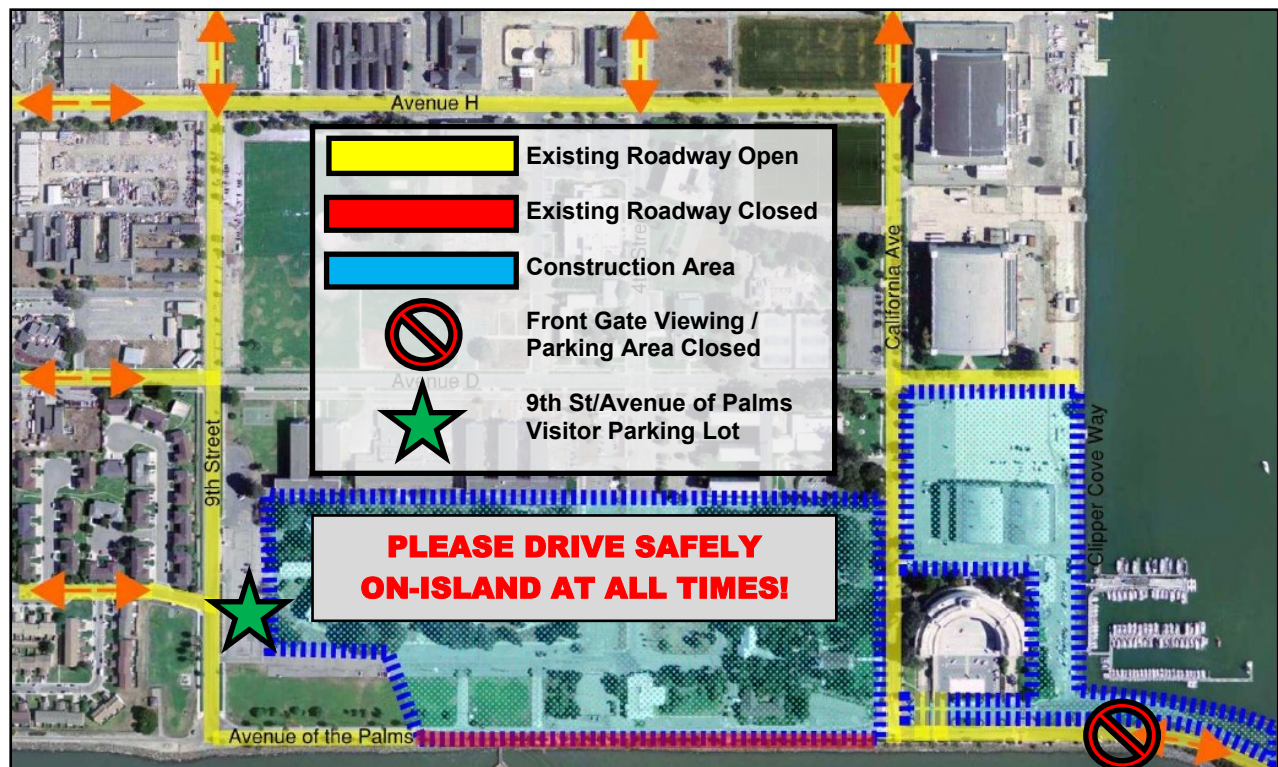 Avenue H
Existing Roadway Open
Existing Roadway Closed
4th Street
Construction Area
California Ave
Front Gate Viewing /
Parking Area Closed
Avenue D
9th St/Avenue of Palms
Visitor Parking Lot
9th Street
Clipper Cove Way
PLEASE DRIVE SAFELY
ON-ISLAND AT ALL TIMES!
Avenue of the Palms